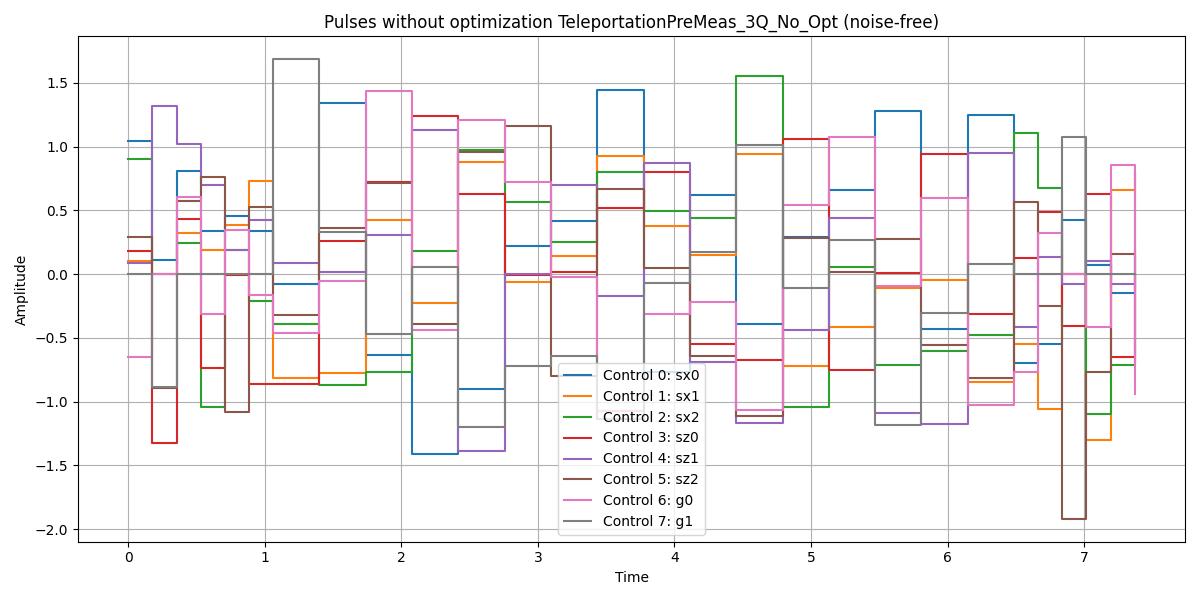 Pulses without optimization TeleportationPreMeas_3Q_No_Opt (noise-free)
Amplitude
1.5
1.0
0.5
0.0
−0.5
−1.0
−1.5
−2.0
Control 0: sx0
Control 1: sx1
Control 2: sx2
Control 3: sz0
Control 4: sz1
Control 5: sz2
Control 6: g0
Control 7: g1
0 1 2 3 4 5 6 7
Time